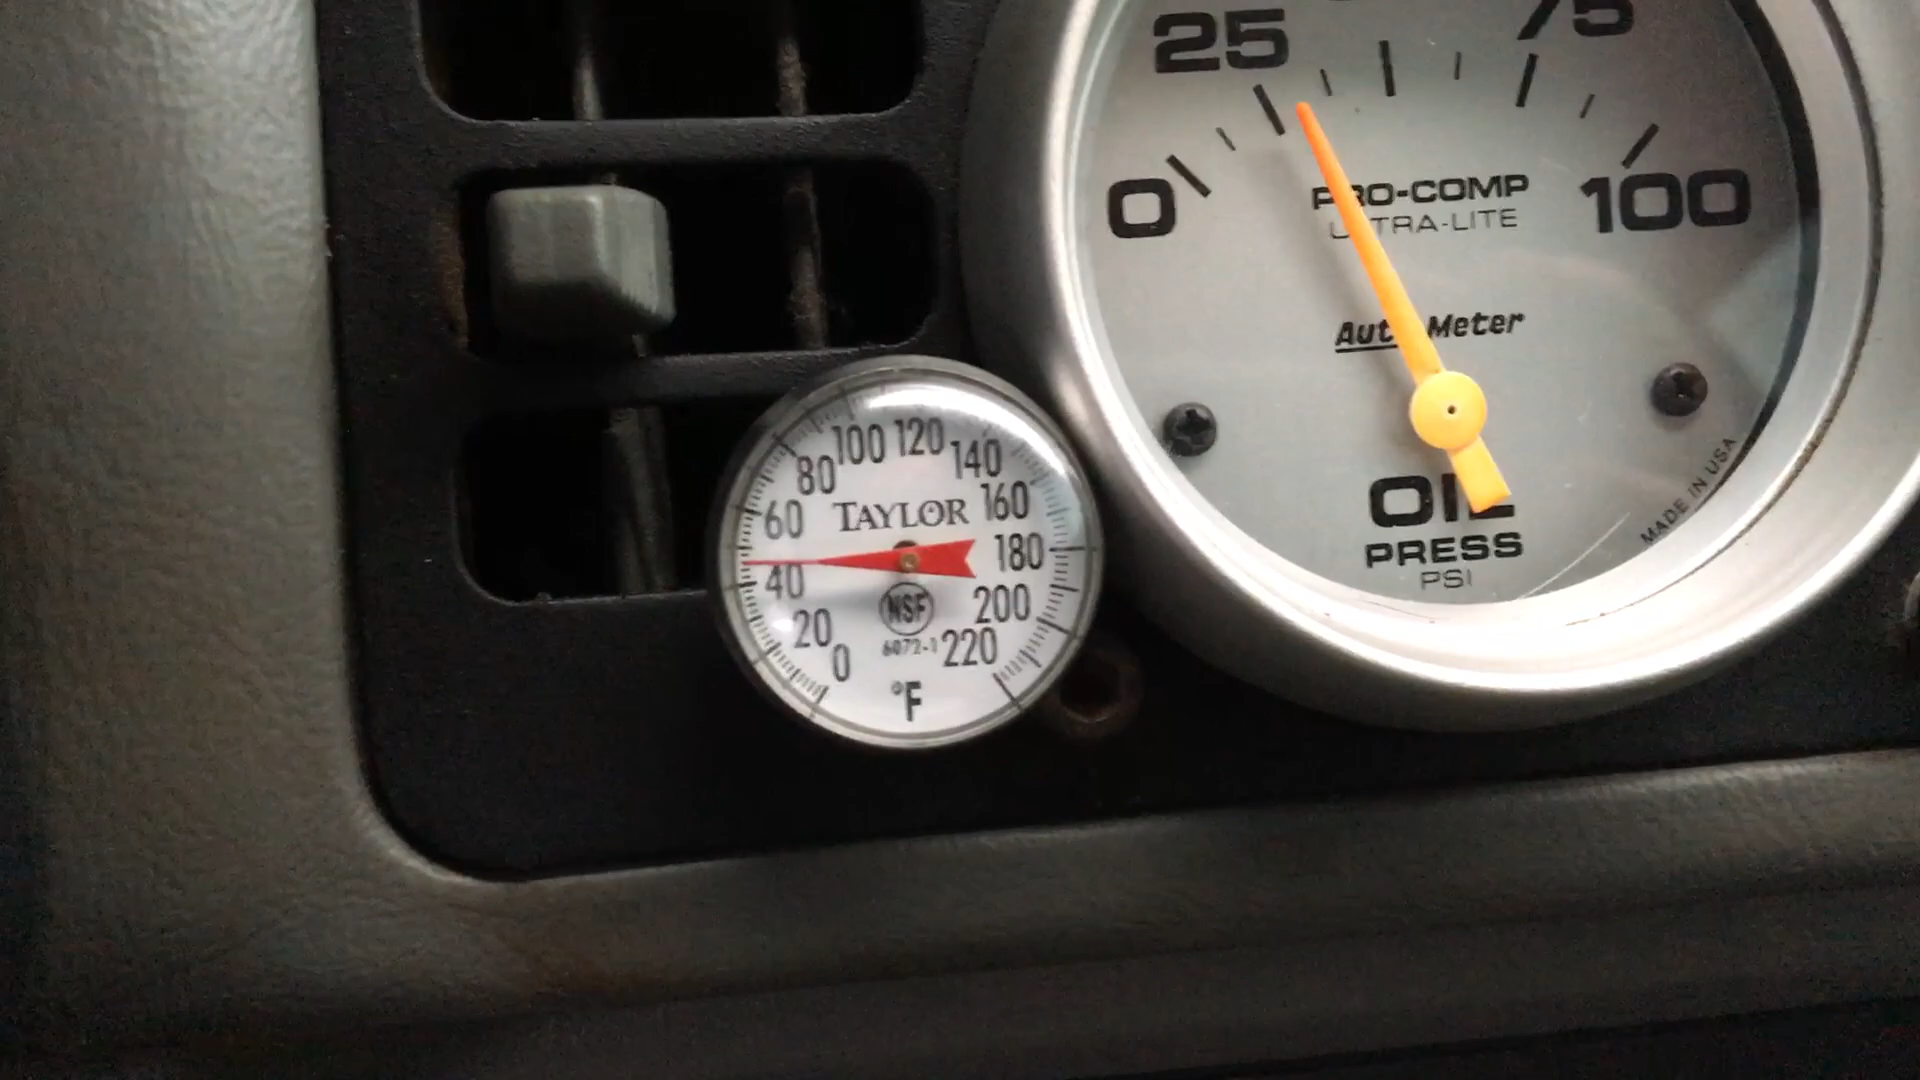 25
75
0
100
PRO-COMP
ULTRA-LITE
Auto Meter
OIL
PRESS
PSI
MADE IN USA
0
20
40
60
80
100
120
140
160
180
200
220
TAYLOR
NSF
6072-1
°F